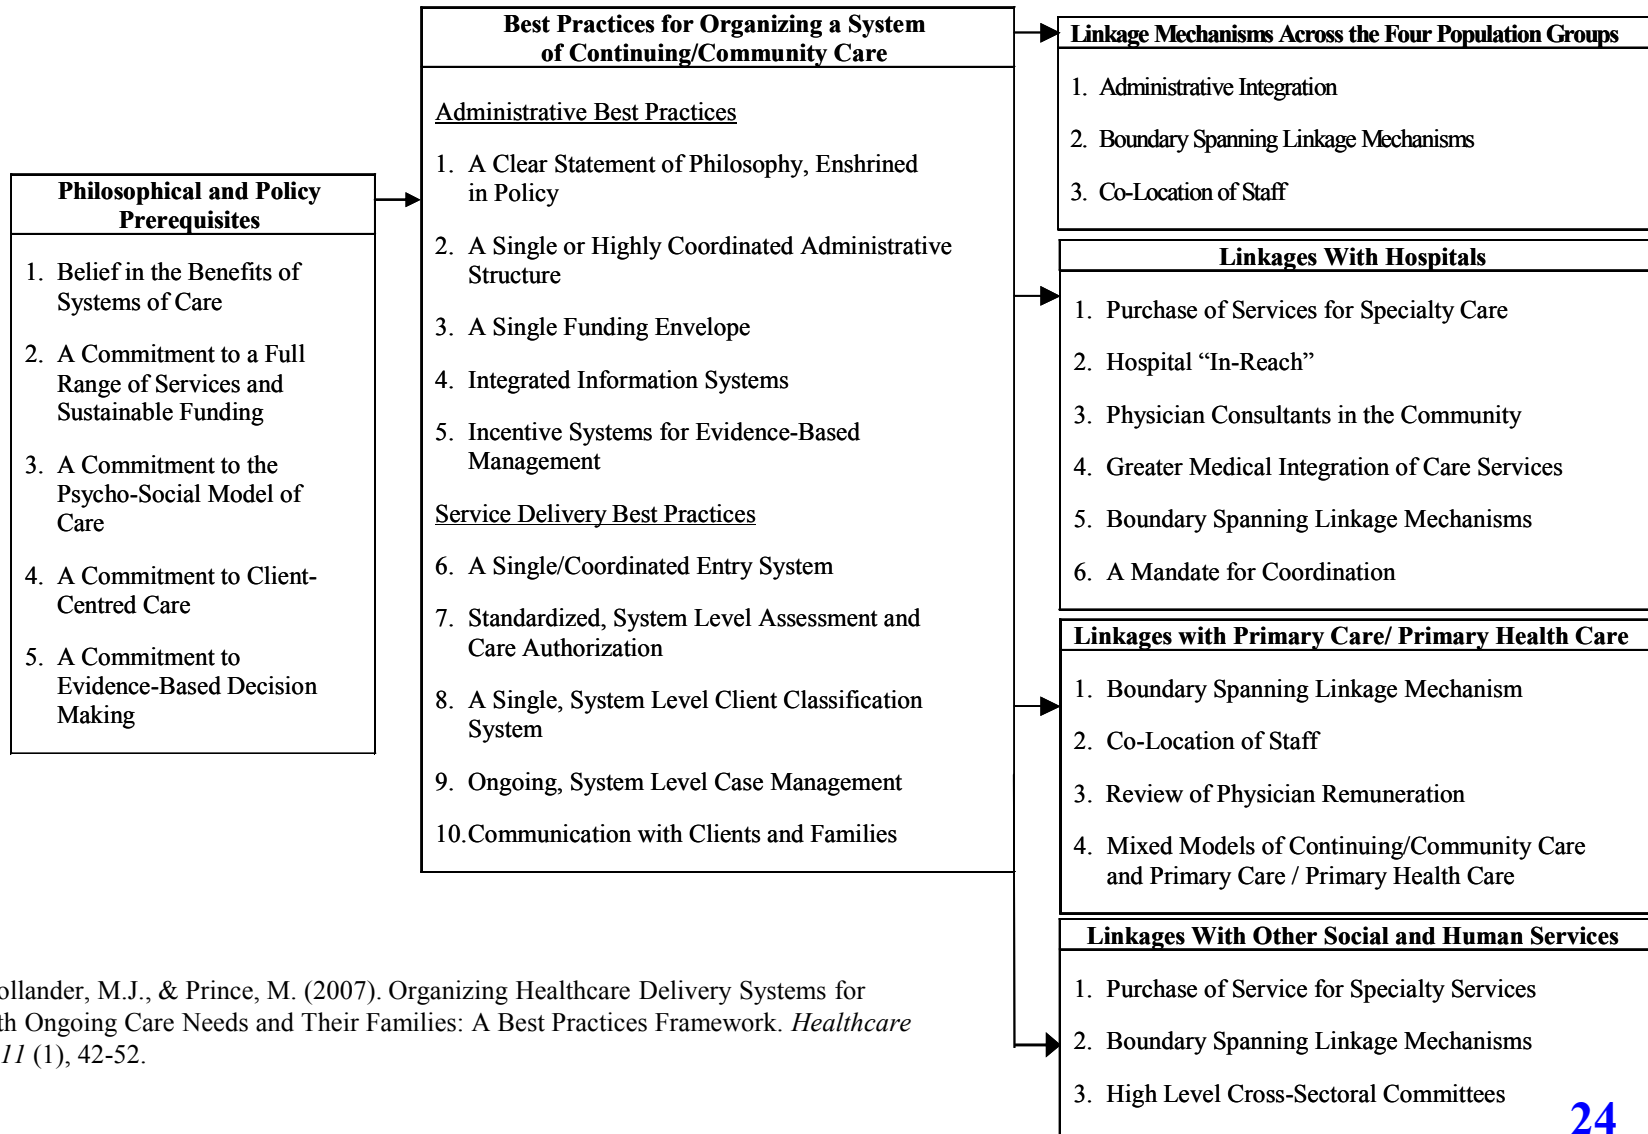 Philosophical and Policy
Prerequisites
1. Belief in the Benefits of
Systems of Care
2. A Commitment to a Full
Range of Services and
Sustainable Funding
3. A Commitment to the
Psycho-Social Model of
Care
4. A Commitment to Client-
Centred Care
5. A Commitment to
Evidence-Based Decision
Making
Best Practices for Organizing a System
of Continuing/Community Care
Administrative Best Practices
1. A Clear Statement of Philosophy, Enshrined
in Policy
2. A Single or Highly Coordinated Administrative
Structure
3. A Single Funding Envelope
4. Integrated Information Systems
5. Incentive Systems for Evidence-Based
Management
Service Delivery Best Practices
6. A Single/Coordinated Entry System
7. Standardized, System Level Assessment and
Care Authorization
8. A Single, System Level Client Classification
System
9. Ongoing, System Level Case Management
10.Communication with Clients and Families
Linkage Mechanisms Across the Four Population Groups
1. Administrative Integration
2. Boundary Spanning Linkage Mechanisms
3. Co-Location of Staff
Linkages With Hospitals
1. Purchase of Services for Specialty Care
2. Hospital “In-Reach”
3. Physician Consultants in the Community
4. Greater Medical Integration of Care Services
5. Boundary Spanning Linkage Mechanisms
6. A Mandate for Coordination
Linkages with Primary Care/ Primary Health Care
1. Boundary Spanning Linkage Mechanism
2. Co-Location of Staff
3. Review of Physician Remuneration
4. Mixed Models of Continuing/Community Care
and Primary Care / Primary Health Care
Linkages With Other Social and Human Services
1. Purchase of Service for Specialty Services
2. Boundary Spanning Linkage Mechanisms
3. High Level Cross-Sectoral Committees
ollander, M.J., & Prince, M. (2007). Organizing Healthcare Delivery Systems for
th Ongoing Care Needs and Their Families: A Best Practices Framework. Healthcare
11 (1), 42-52.
24